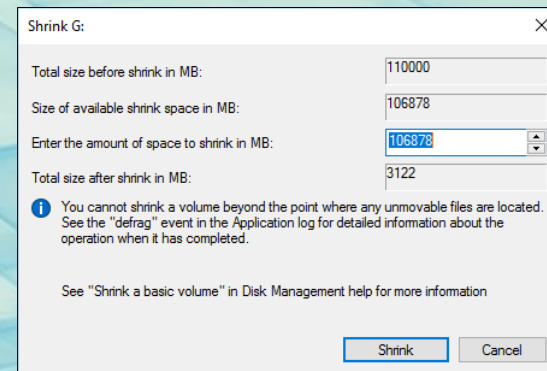 Shrink G:
Total size before shrink in MB: 110000
Size of available shrink space in MB: 106878
Enter the amount of space to shrink in MB: 106878
Total size after shrink in MB: 3122
You cannot shrink a volume beyond the point where any unmovable files are located.
See the "defrag" event in the Application log for detailed information about the
operation when it has completed.
See "Shrink a basic volume" in Disk Management help for more information
Shrink Cancel